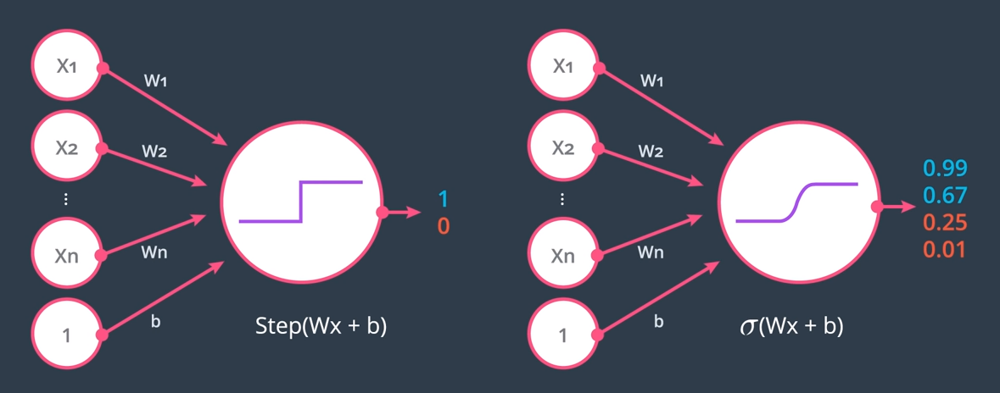 X1
W1
X2
W2
⋮
Xn
Wn
1
b
1
0
Step(Wx + b)
X1
W1
X2
W2
⋮
Xn
Wn
1
b
0.99
0.67
0.25
0.01
σ(Wx + b)